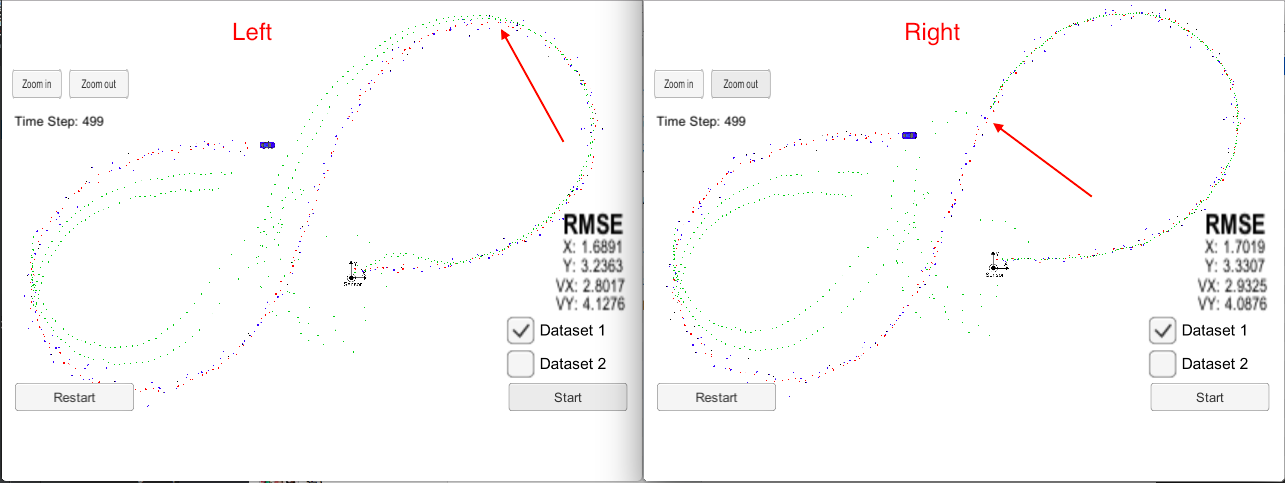 Left
Zoom in
Zoom out
Time Step: 499
RMSE
X: 1.6891
Y: 3.2363
VX: 2.8017
VY: 4.1276
Y
X
Sensor
Dataset 1
Dataset 2
Restart
Start
Right
Zoom in
Zoom out
Time Step: 499
RMSE
X: 1.7019
Y: 3.3307
VX: 2.9325
VY: 4.0876
Y
Sensor
Dataset 1
Dataset 2
Restart
Start